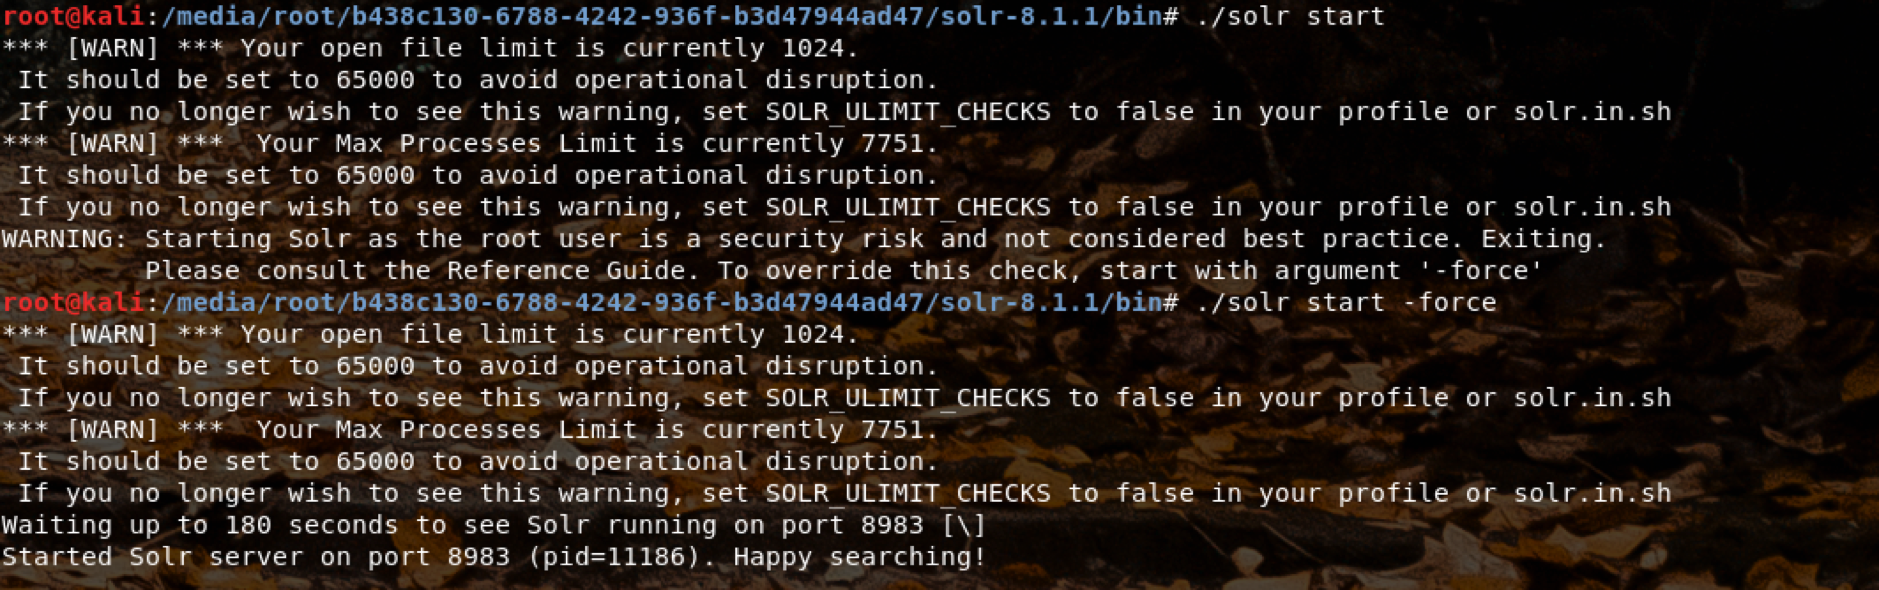 root@kali:/media/root/b438c130-6788-4242-936f-b3d47944ad47/solr-8.1.1/bin# ./solr start
*** [WARN] *** Your open file limit is currently 1024.
 It should be set to 65000 to avoid operational disruption.
 If you no longer wish to see this warning, set SOLR_ULIMIT_CHECKS to false in your profile or solr.in.sh
*** [WARN] ***  Your Max Processes Limit is currently 7751.
 It should be set to 65000 to avoid operational disruption.
 If you no longer wish to see this warning, set SOLR_ULIMIT_CHECKS to false in your profile or solr.in.sh
WARNING: Starting Solr as the root user is a security risk and not considered best practice. Exiting.
         Please consult the Reference Guide. To override this check, start with argument '-force'
root@kali:/media/root/b438c130-6788-4242-936f-b3d47944ad47/solr-8.1.1/bin# ./solr start -force
*** [WARN] *** Your open file limit is currently 1024.
 It should be set to 65000 to avoid operational disruption.
 If you no longer wish to see this warning, set SOLR_ULIMIT_CHECKS to false in your profile or solr.in.sh
*** [WARN] ***  Your Max Processes Limit is currently 7751.
 It should be set to 65000 to avoid operational disruption.
 If you no longer wish to see this warning, set SOLR_ULIMIT_CHECKS to false in your profile or solr.in.sh
Waiting up to 180 seconds to see Solr running on port 8983 [\]
Started Solr server on port 8983 (pid=11186). Happy searching!